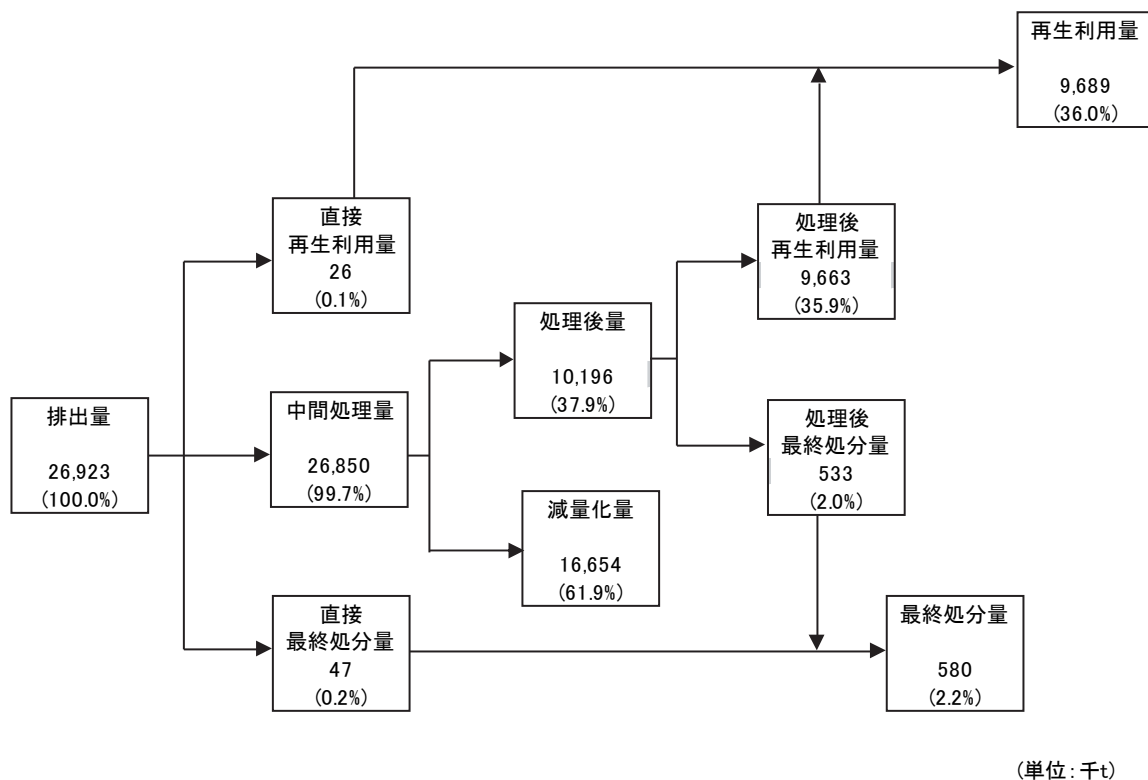 再生利用量
9,689
(36.0%)
直接
再生利用量
26
(0.1%)
処理後
再生利用量
9,663
(35.9%)
処理後量
10,196
(37.9%)
排出量
26,923
(100.0%)
中間処理量
26,850
(99.7%)
処理後
最終処分量
533
(2.0%)
減量化量
16,654
(61.9%)
直接
最終処分量
47
(0.2%)
最終処分量
580
(2.2%)
(単位:千t)